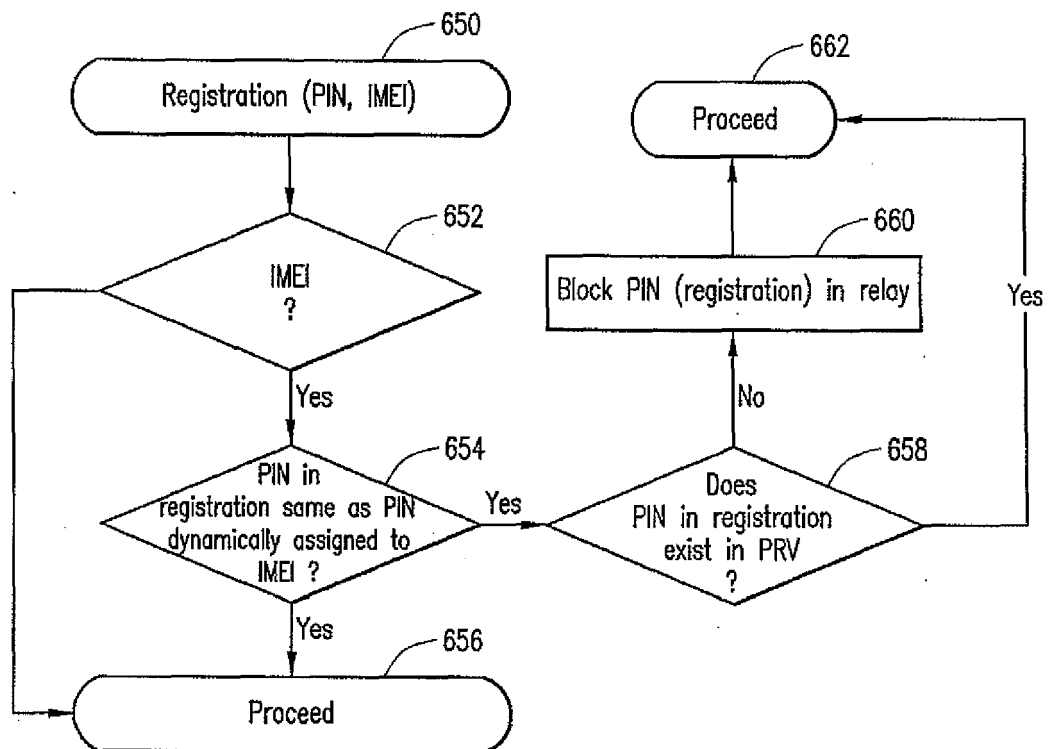 650
Registration (PIN, IMEI)
652
IMEI
?
Yes
654
PIN in
registration same as PIN
dynamically assigned to
IMEI ?
Yes
Yes
656
Proceed
662
Proceed
660
Block PIN (registration) in relay
Yes
No
658
Does
PIN in registration
exist in PRV
?